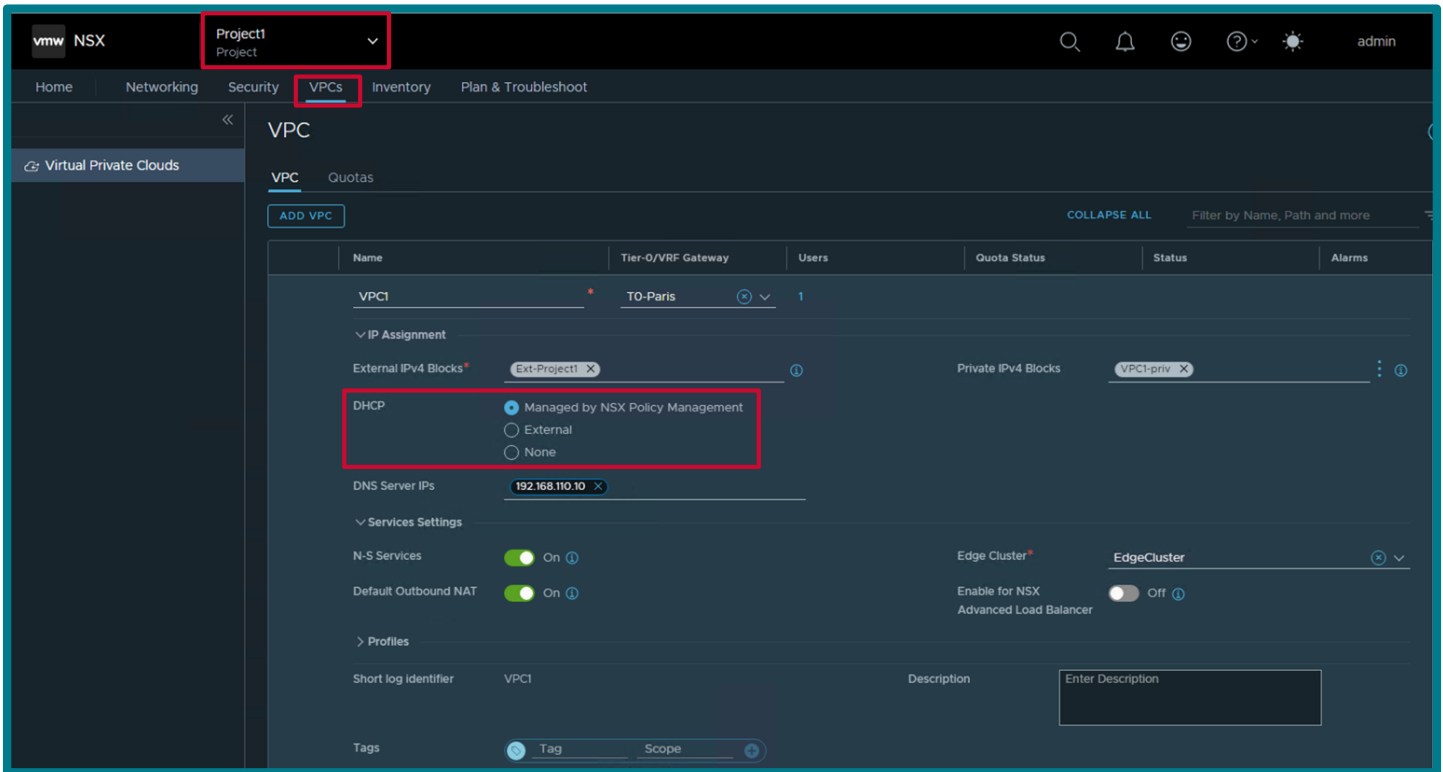 vmw NSX
Project1
Project
admin
Home Networking Security VPCs Inventory Plan & Troubleshoot
Virtual Private Clouds
VPC
VPC Quotas
ADD VPC
COLLAPSE ALL
Filter by Name, Path and more
Name Tier-0/VRF Gateway Users Quota Status Status Alarms
VPC1 * T0-Paris 1
IP Assignment
External IPv4 Blocks* Ext-Project1 Private IPv4 Blocks VPC1-priv
DHCP Managed by NSX Policy Management
External
None
DNS Server IPs 192.168.110.10
Services Settings
N-S Services On Edge Cluster* EdgeCluster
Default Outbound NAT On Enable for NSX
Advanced Load Balancer Off
Profiles
Short log identifier VPC1 Description Enter Description
Tags Tag Scope